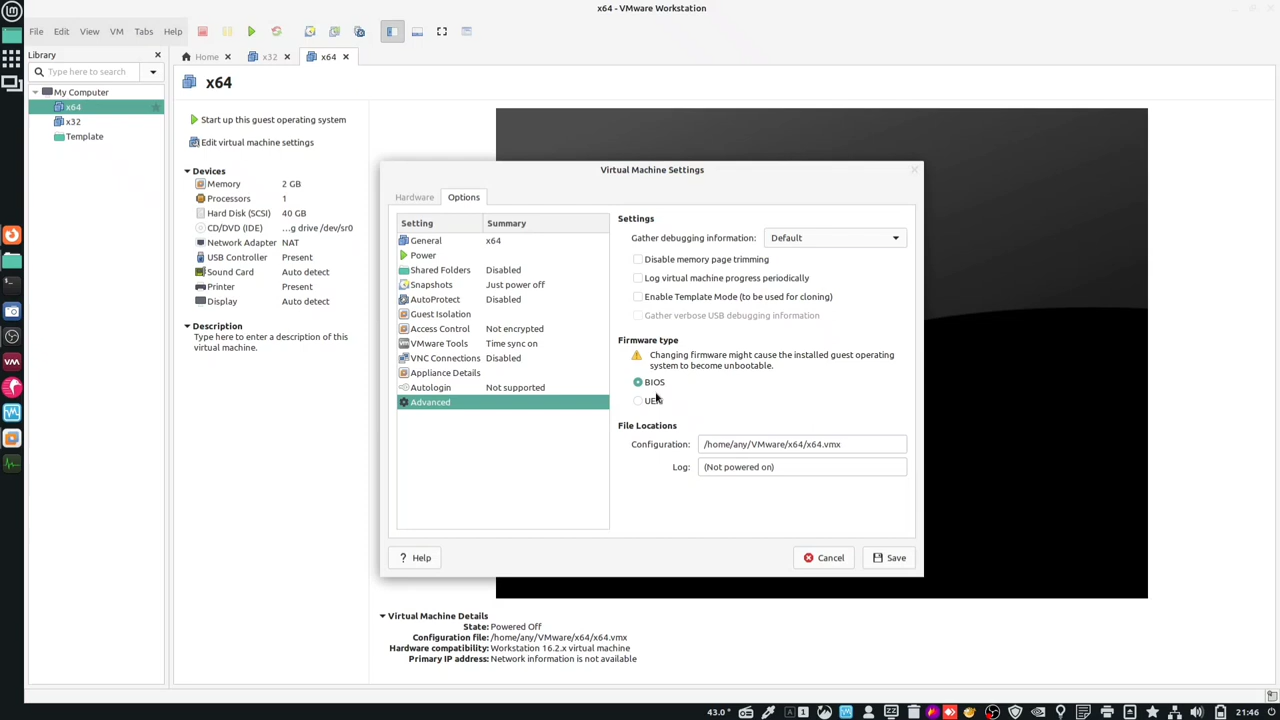 x64 - VMware Workstation
File Edit View VM Tabs Help
Library
Home x32 x64
Type here to search
My Computer
x64
x32
Template
x64
Start up this guest operating system
Edit virtual machine settings
Devices
Memory 2 GB
Processors 1
Hard Disk (SCSI) 40 GB
CD/DVD (IDE) ...g drive /dev/sr0
Network Adapter NAT
USB Controller Present
Sound Card Auto detect
Printer Present
Display Auto detect
Description
Type here to enter a description of this
virtual machine.
Virtual Machine Settings
Hardware Options
Setting Summary
General x64
Power
Shared Folders Disabled
Snapshots Just power off
AutoProtect Disabled
Guest Isolation
Access Control Not encrypted
VMware Tools Time sync on
VNC Connections Disabled
Appliance Details
Autologin Not supported
Advanced
Settings
Gather debugging information: Default
Disable memory page trimming
Log virtual machine progress periodically
Enable Template Mode (to be used for cloning)
Gather verbose USB debugging information
Firmware type
Changing firmware might cause the installed guest operating
system to become unbootable.
BIOS
UEFI
File Locations
Configuration: /home/any/VMware/x64/x64.vmx
Log: (Not powered on)
Help Cancel Save
Virtual Machine Details
State: Powered Off
Configuration file: /home/any/VMware/x64/x64.vmx
Hardware compatibility: Workstation 16.2.x virtual machine
Primary IP address: Network information is not available
43.0° 21:46